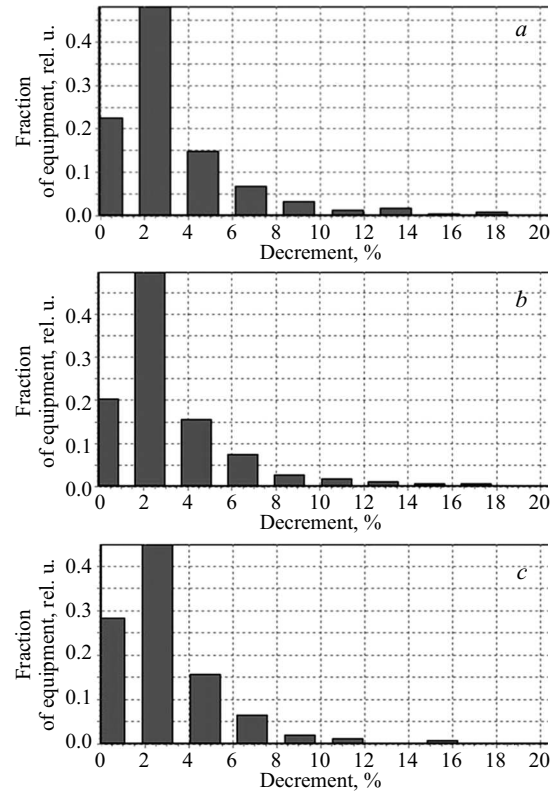 a
Fraction
of equipment, rel. u.
0.4
0.3
0.2
0.1
0.0
0 2 4 6 8 10 12 14 16 18 20
Decrement, %
b
Fraction
of equipment, rel. u.
0.4
0.3
0.2
0.1
0.0
0 2 4 6 8 10 12 14 16 18 20
Decrement, %
c
Fraction
of equipment, rel. u.
0.4
0.3
0.2
0.1
0.0
0 2 4 6 8 10 12 14 16 18 20
Decrement, %